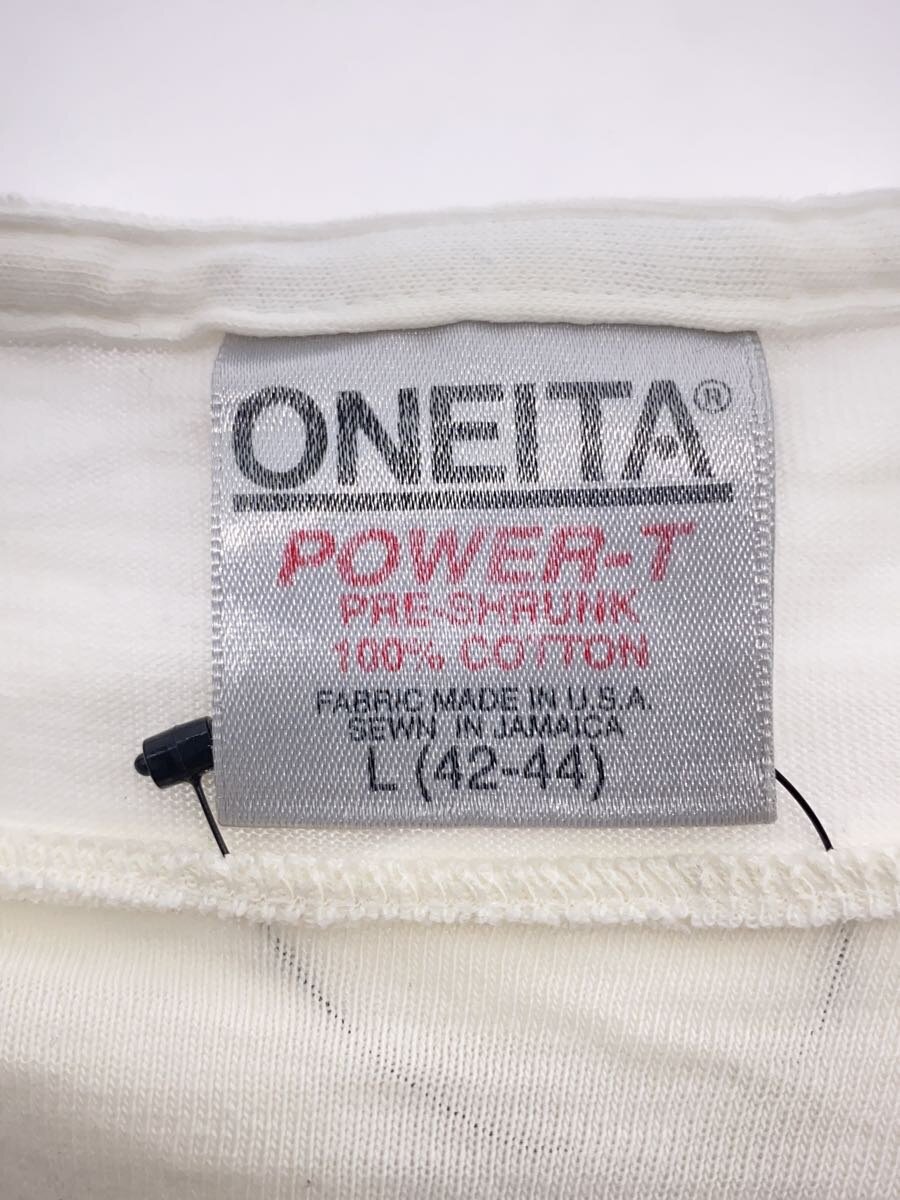 ONEITA®
POWER-T
PRE-SHRUNK
100% COTTON
FABRIC MADE IN U.S.A.
SEWN IN JAMAICA
L (42-44)